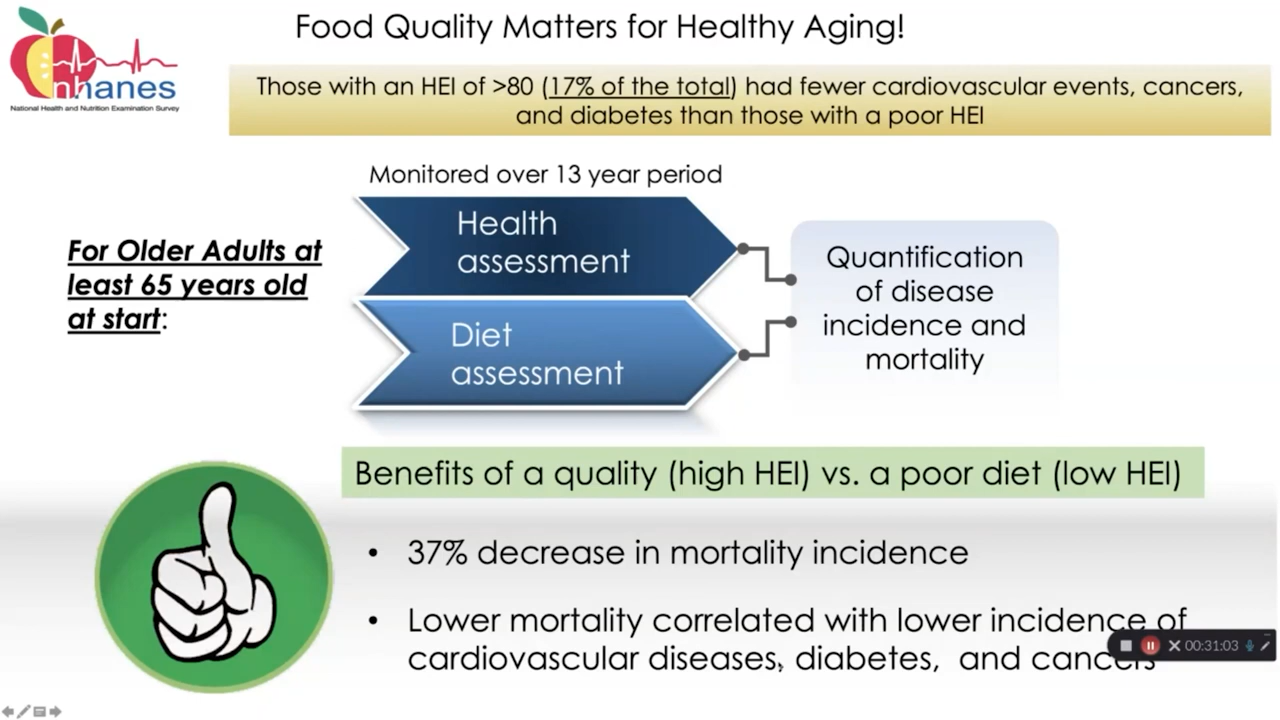 Food Quality Matters for Healthy Aging!
nhanes
National Health and Nutrition Examination Survey
Those with an HEI of >80 (17% of the total) had fewer cardiovascular events, cancers,
and diabetes than those with a poor HEI
Monitored over 13 year period
For Older Adults at
least 65 years old
at start:
Health
assessment
Diet
assessment
Quantification
of disease
incidence and
mortality
Benefits of a quality (high HEI) vs. a poor diet (low HEI)
• 37% decrease in mortality incidence
• Lower mortality correlated with lower incidence of
cardiovascular diseases, diabetes, and cancers
00:31:03